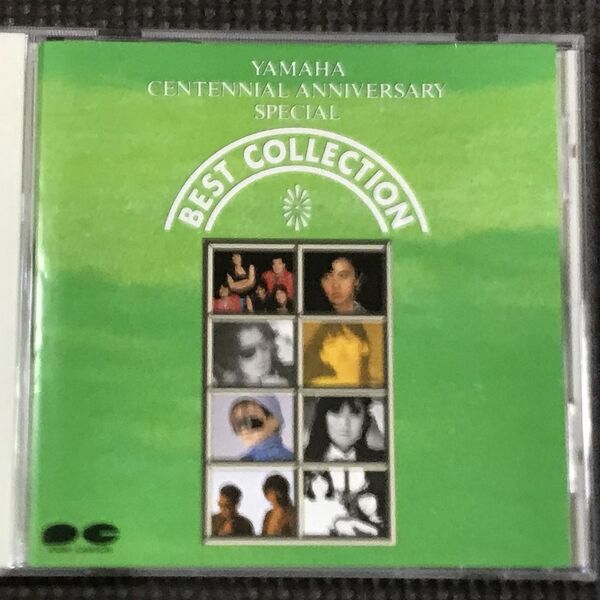 YAMAHA
CENTENNIAL ANNIVERSARY
SPECIAL
BEST COLLECTION